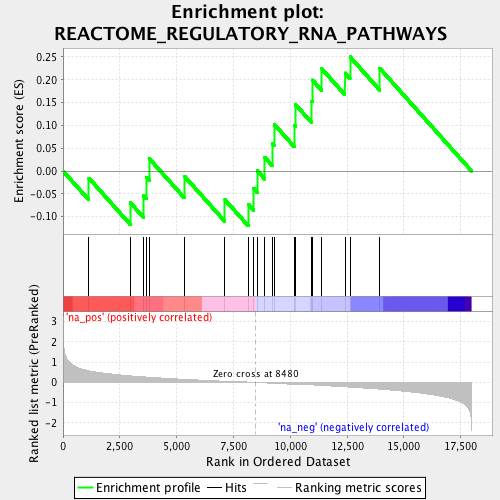 Enrichment plot:
REACTOME_REGULATORY_RNA_PATHWAYS
Enrichment score (ES)
0.25
0.20
0.15
0.10
0.05
0.00
-0.05
-0.10
'na_pos' (positively correlated)
Ranked list metric (PreRanked)
3
2
1
0
-1
-2
Zero cross at 8480
'na_neg' (negatively correlated)
0
2,500
5,000
7,500
10,000
12,500
15,000
17,500
Rank in Ordered Dataset
Enrichment profile
Hits
Ranking metric scores